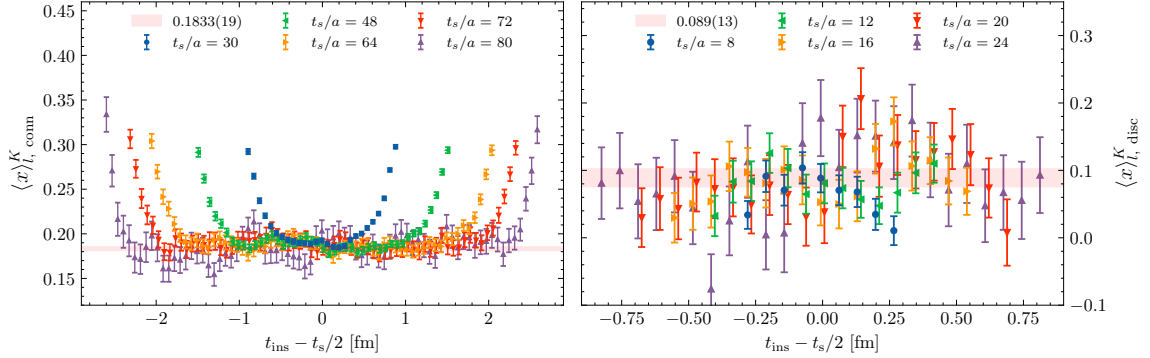 0.1833(19)
t_s/a = 30
t_s/a = 48
t_s/a = 64
t_s/a = 72
t_s/a = 80
0.45
0.40
0.35
0.30
0.25
0.20
0.15
⟨x⟩^K_{l, conn}
−2
−1
0
1
2
t_ins − t_s/2 [fm]
0.089(13)
t_s/a = 8
t_s/a = 12
t_s/a = 16
t_s/a = 20
t_s/a = 24
0.3
0.2
0.1
0.0
−0.1
⟨x⟩^K_{l, disc}
−0.75
−0.50
−0.25
0.00
0.25
0.50
0.75
t_ins − t_s/2 [fm]